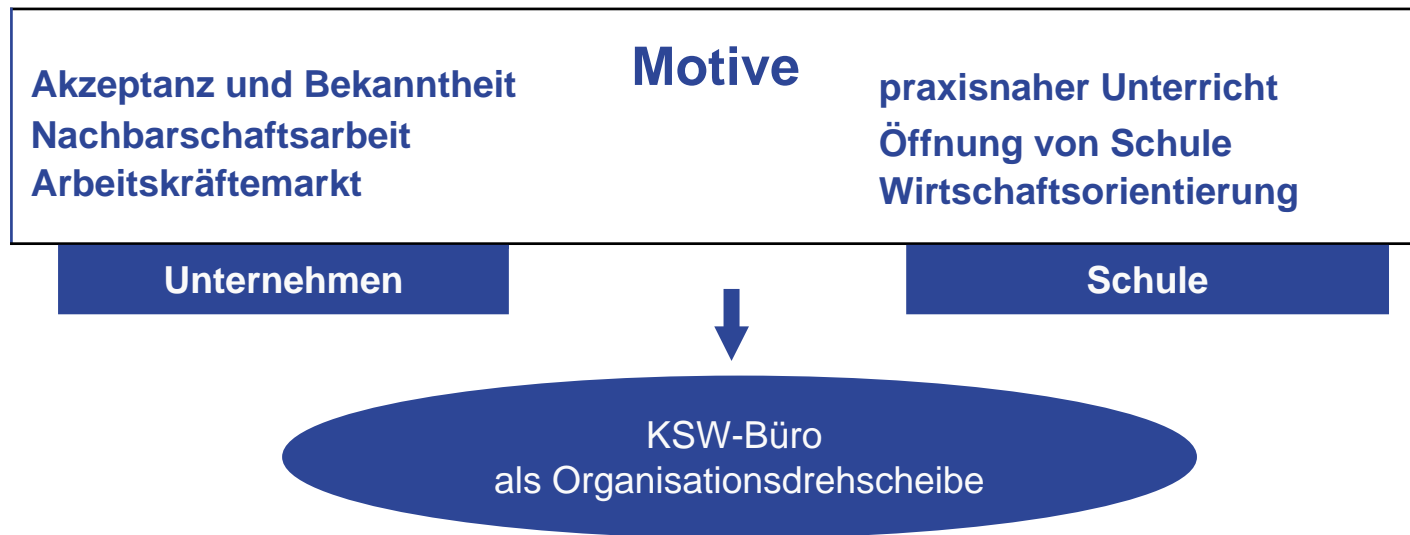 Motive
Akzeptanz und Bekanntheit
Nachbarschaftsarbeit
Arbeitskräftemarkt
praxisnaher Unterricht
Öffnung von Schule
Wirtschaftsorientierung
Unternehmen
Schule
KSW-Büro
als Organisationsdrehscheibe